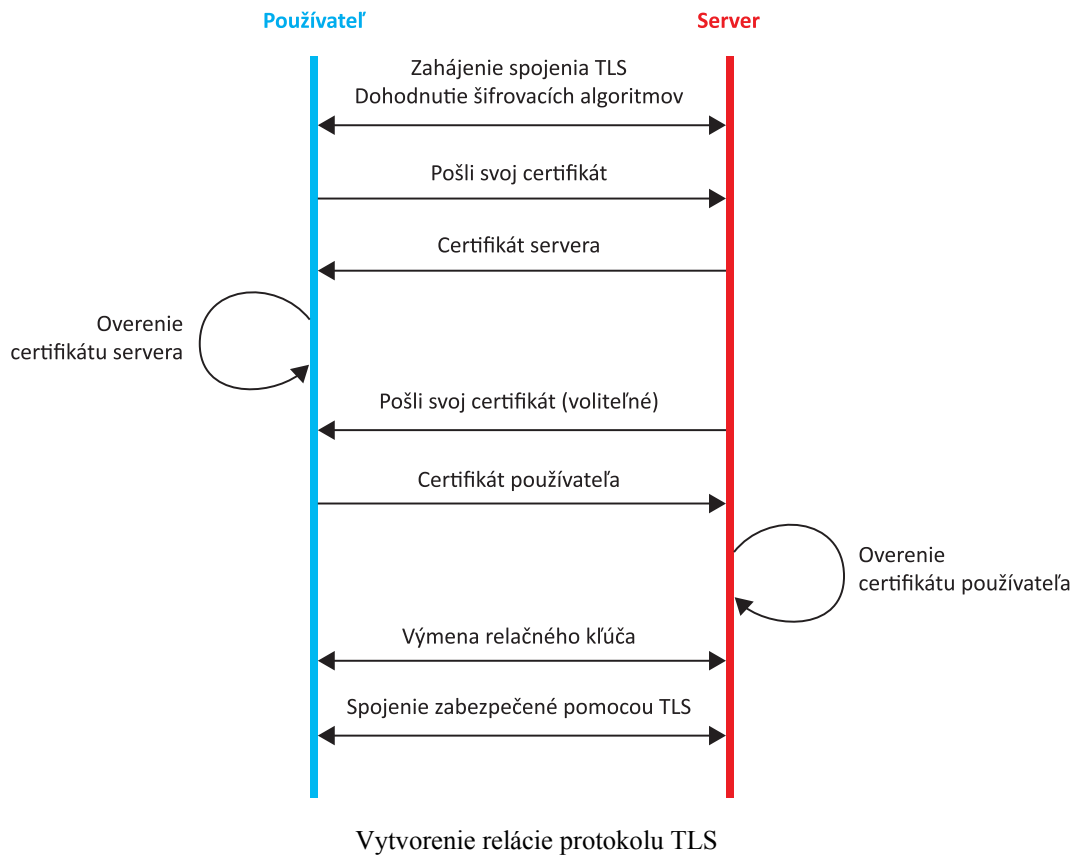 Používateľ
Server
Zahájenie spojenia TLS
Dohodnutie šifrovacích algoritmov
Pošli svoj certifikát
Certifikát servera
Overenie
certifikátu servera
Pošli svoj certifikát (voliteľné)
Certifikát používateľa
Overenie
certifikátu používateľa
Výmena relačného kľúča
Spojenie zabezpečené pomocou TLS
Vytvorenie relácie protokolu TLS